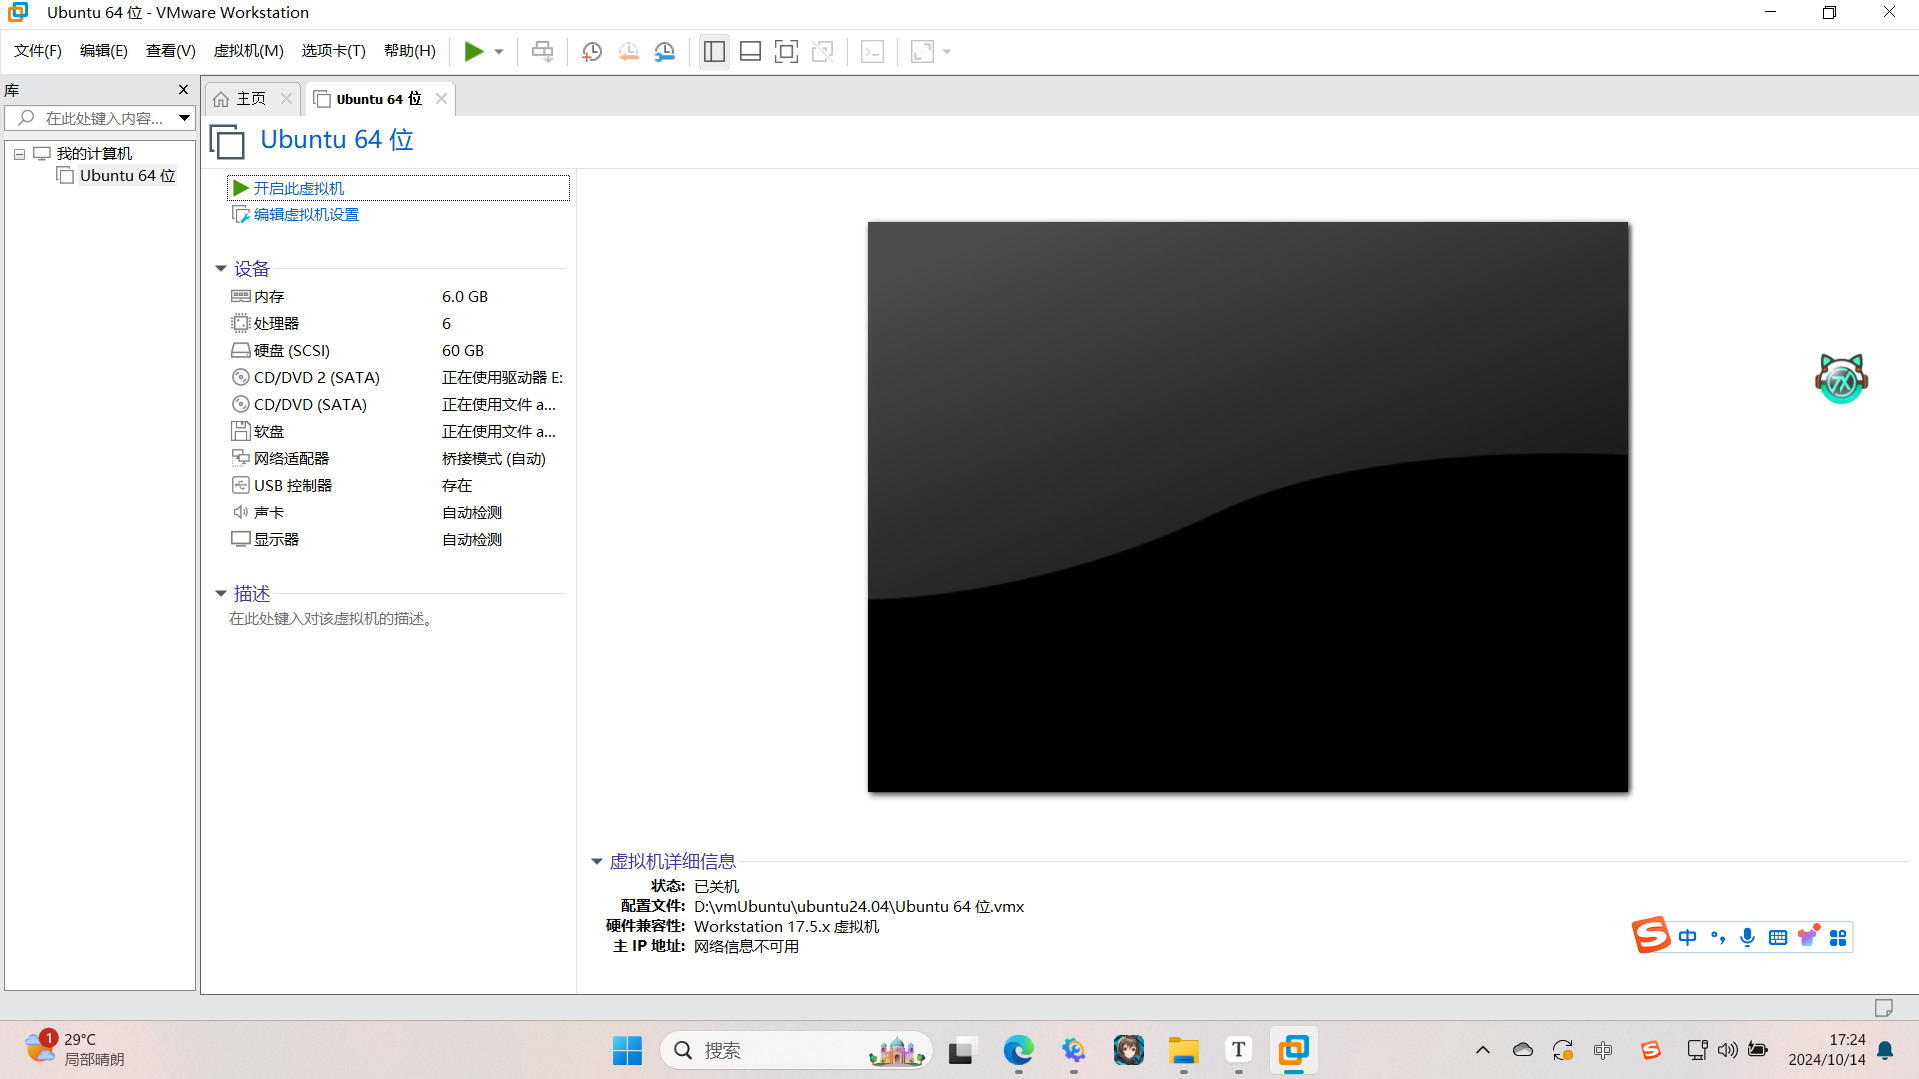 Ubuntu 64 位 - VMware Workstation
文件(F) 编辑(E) 查看(V) 虚拟机(M) 选项卡(T) 帮助(H)
库
在此处键入内容...
我的计算机
Ubuntu 64 位
主页
Ubuntu 64 位
Ubuntu 64 位
开启此虚拟机
编辑虚拟机设置
设备
内存 6.0 GB
处理器 6
硬盘 (SCSI) 60 GB
CD/DVD 2 (SATA) 正在使用驱动器 E:
CD/DVD (SATA) 正在使用文件 a...
软盘 正在使用文件 a...
网络适配器 桥接模式 (自动)
USB 控制器 存在
声卡 自动检测
显示器 自动检测
描述
在此处键入对该虚拟机的描述。
7X
虚拟机详细信息
状态: 已关机
配置文件: D:\vmUbuntu\ubuntu24.04\Ubuntu 64 位.vmx
硬件兼容性: Workstation 17.5.x 虚拟机
主 IP 地址: 网络信息不可用
S 中
1
29°C
局部晴朗
搜索
T
中
S
17:24
2024/10/14